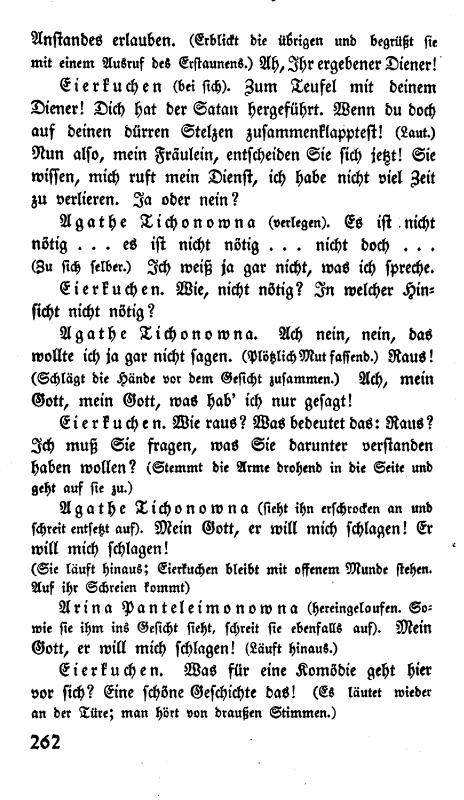 Anstandes erlauben. (Erblickt die übrigen und begrüßt sie
mit einem Ausruf des Erstaunens.) Ah, Ihr ergebener Diener!
Eierkuchen (bei sich). Zum Teufel mit deinem
Diener! Dich hat der Satan hergeführt. Wenn du doch
auf deinen dürren Stelzen zusammenklapptest! (Laut.)
Nun also, mein Fräulein, entscheiden Sie sich jetzt! Sie
wissen, mich ruft mein Dienst, ich habe nicht viel Zeit
zu verlieren. Ja oder nein?
Agathe Tichonowna (verlegen). Es ist nicht
nötig . . . es ist nicht nötig . . . nicht doch . . .
(Zu sich selber.) Ich weiß ja gar nicht, was ich spreche.
Eierkuchen. Wie, nicht nötig? In welcher Hin-
sicht nicht nötig?
Agathe Tichonowna. Ach nein, nein, das
wollte ich ja gar nicht sagen. (Plötzlich Mut fassend.) Raus!
(Schlägt die Hände vor dem Gesicht zusammen.) Ach, mein
Gott, mein Gott, was hab' ich nur gesagt!
Eierkuchen. Wie raus? Was bedeutet das: Raus?
Ich muß Sie fragen, was Sie darunter verstanden
haben wollen? (Stemmt die Arme drohend in die Seite und
geht auf sie zu.)
Agathe Tichonowna (sieht ihn erschrocken an und
schreit entsetzt auf). Mein Gott, er will mich schlagen! Er
will mich schlagen!
(Sie läuft hinaus; Eierkuchen bleibt mit offenem Munde stehen.
Auf ihr Schreien kommt)
Arina Panteleimonowna (hereingelaufen. So-
wie sie ihm ins Gesicht sieht, schreit sie ebenfalls auf). Mein
Gott, er will mich schlagen! (Läuft hinaus.)
Eierkuchen. Was für eine Komödie geht hier
vor sich? Eine schöne Geschichte das! (Es läutet wieder
an der Türe; man hört von draußen Stimmen.)
262